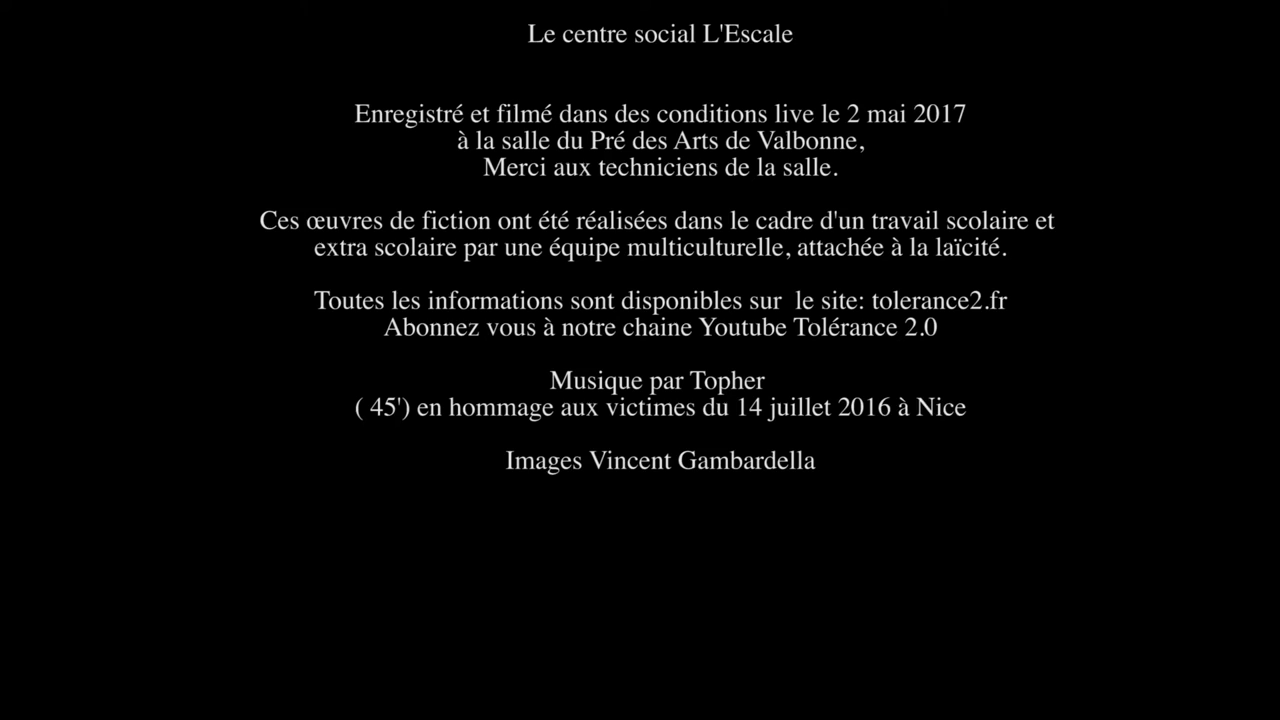 Le centre social L'Escale
Enregistré et filmé dans des conditions live le 2 mai 2017
à la salle du Pré des Arts de Valbonne,
Merci aux techniciens de la salle.
Ces œuvres de fiction ont été réalisées dans le cadre d'un travail scolaire et
extra scolaire par une équipe multiculturelle, attachée à la laïcité.
Toutes les informations sont disponibles sur  le site: tolerance2.fr
Abonnez vous à notre chaine Youtube Tolérance 2.0
Musique par Topher
( 45') en hommage aux victimes du 14 juillet 2016 à Nice
Images Vincent Gambardella